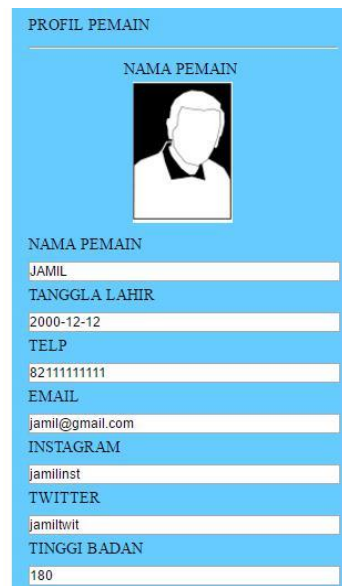 PROFIL PEMAIN
NAMA PEMAIN
NAMA PEMAIN
JAMIL
TANGGLA LAHIR
2000-12-12
TELP
82111111111
EMAIL
jamil@gmail.com
INSTAGRAM
jamilinst
TWITTER
jamiltwit
TINGGI BADAN
180